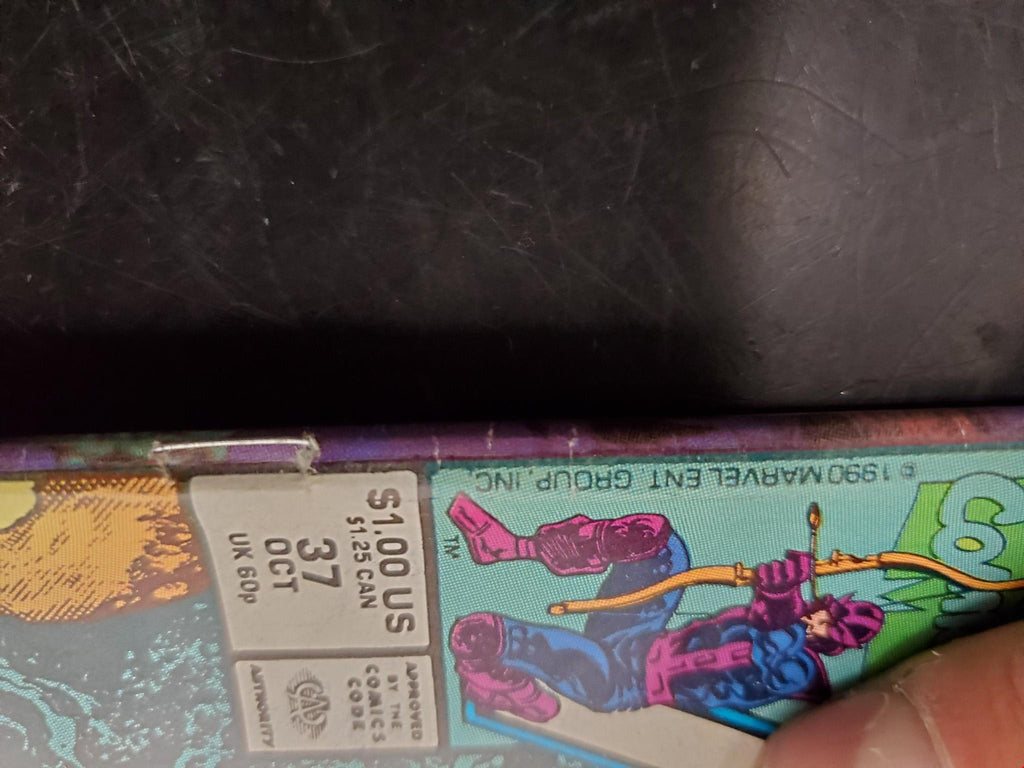 © 1990 MARVEL ENT GROUP, INC.
TM
$1.00 US
$1.25 CAN
37
OCT
UK 60p
APPROVED
BY THE
COMICS
CODE
AUTHORITY